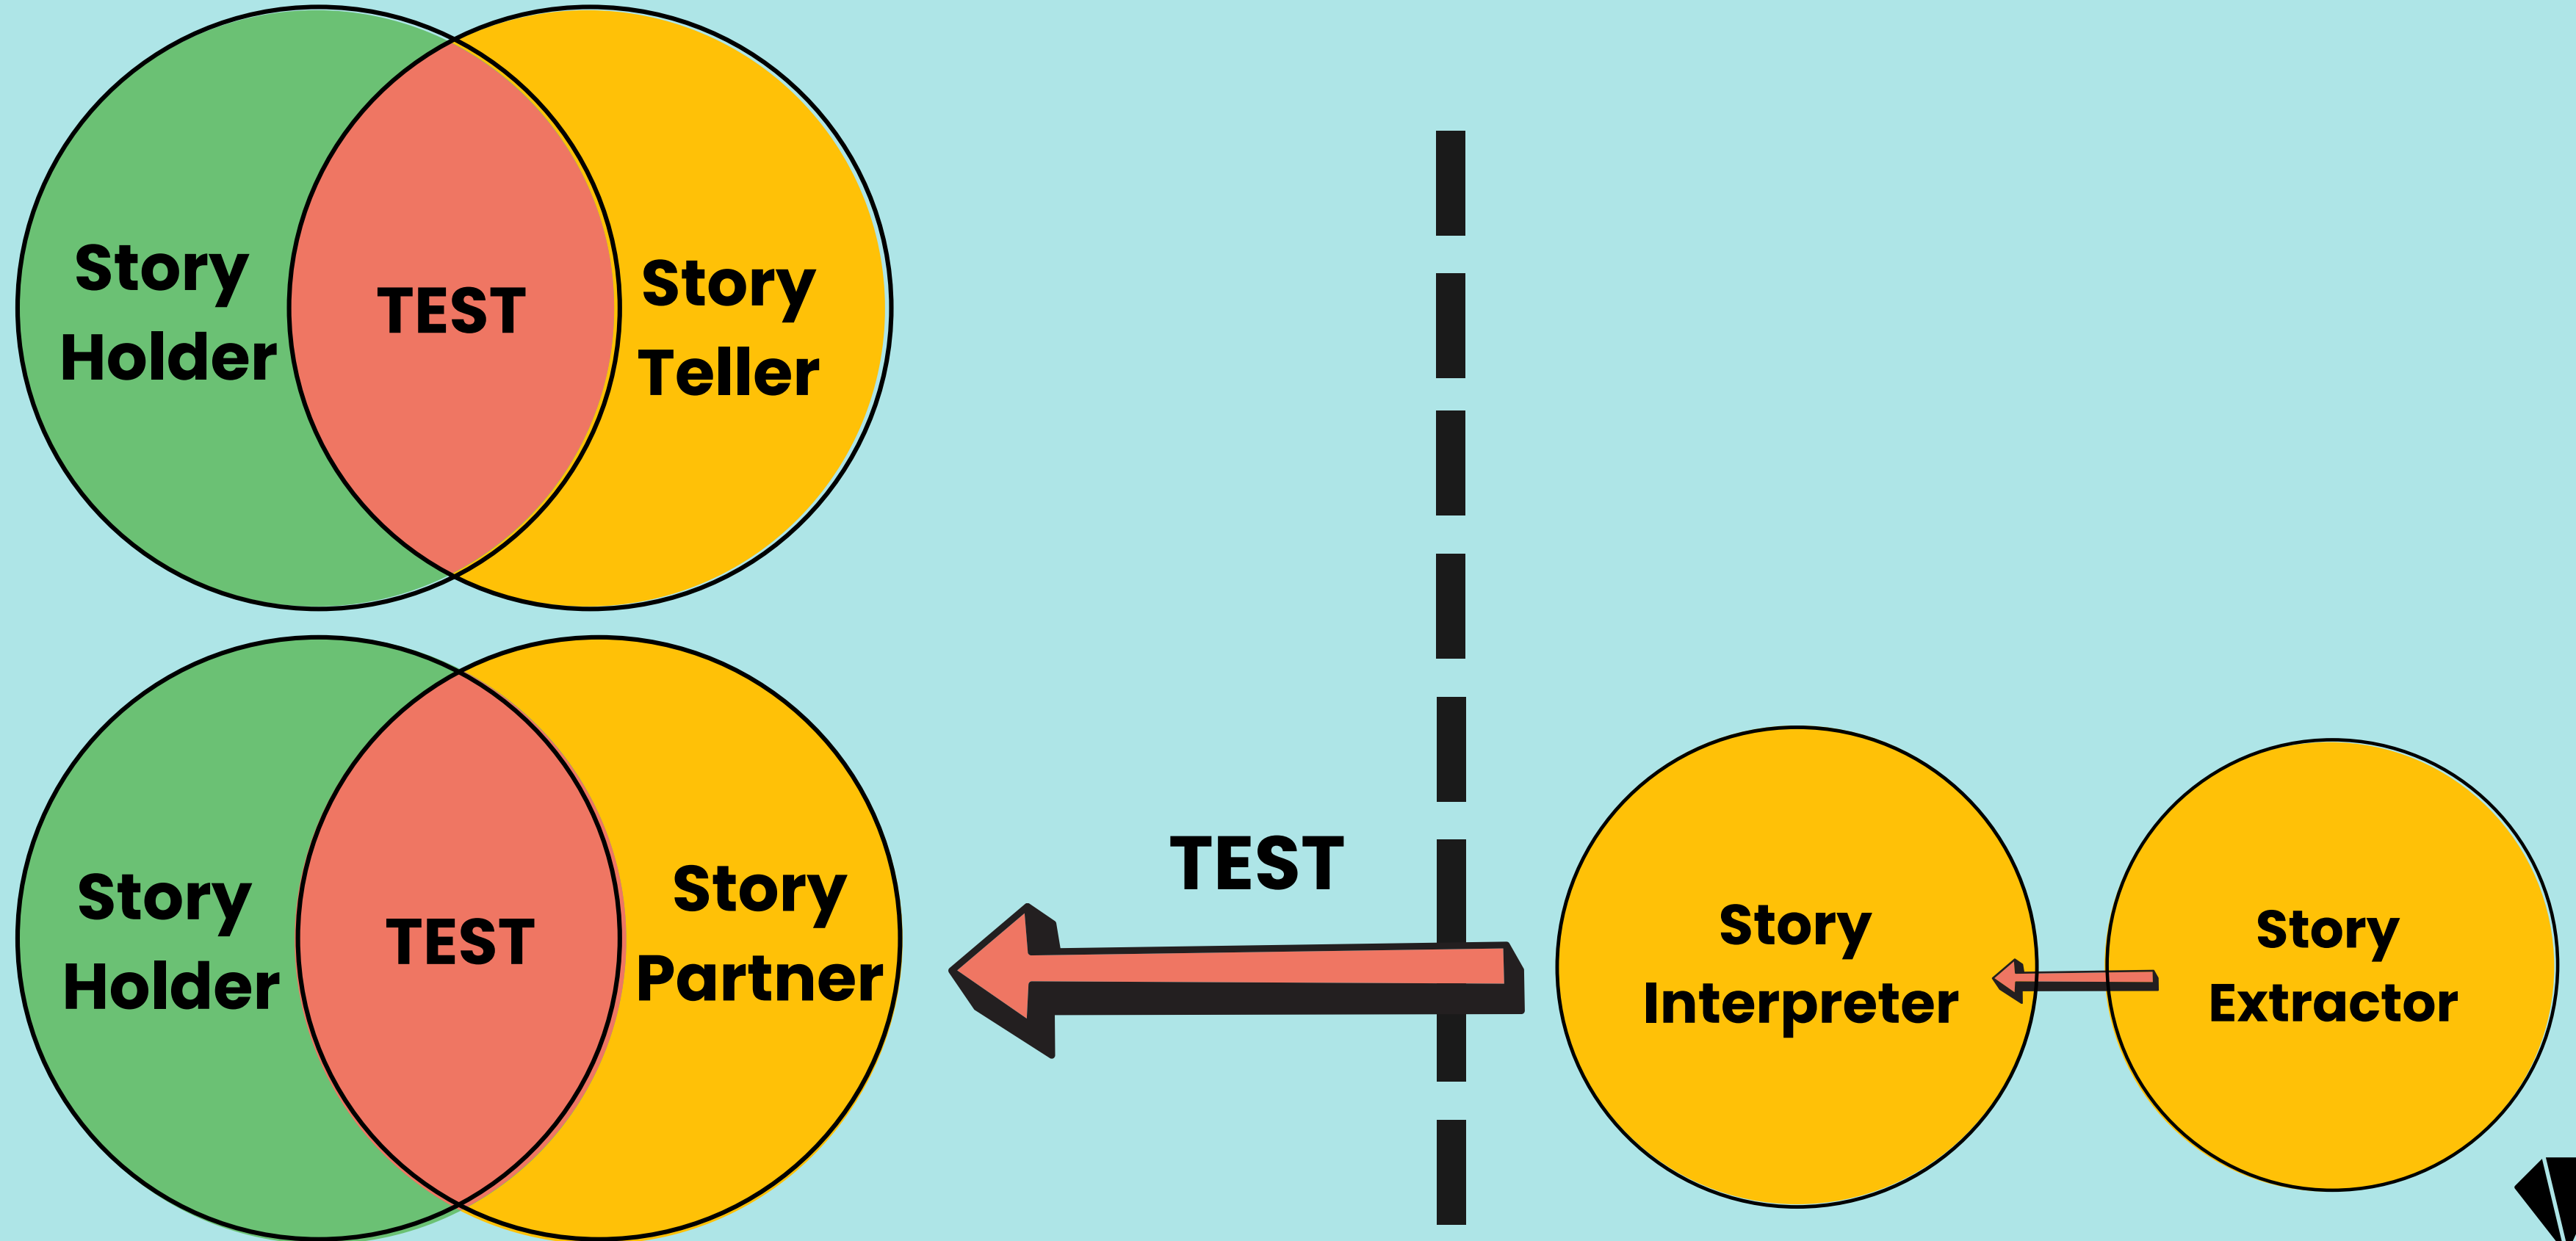 Story
Holder
TEST
Story
Teller
Story
Holder
TEST
Story
Partner
TEST
Story
Interpreter
Story
Extractor